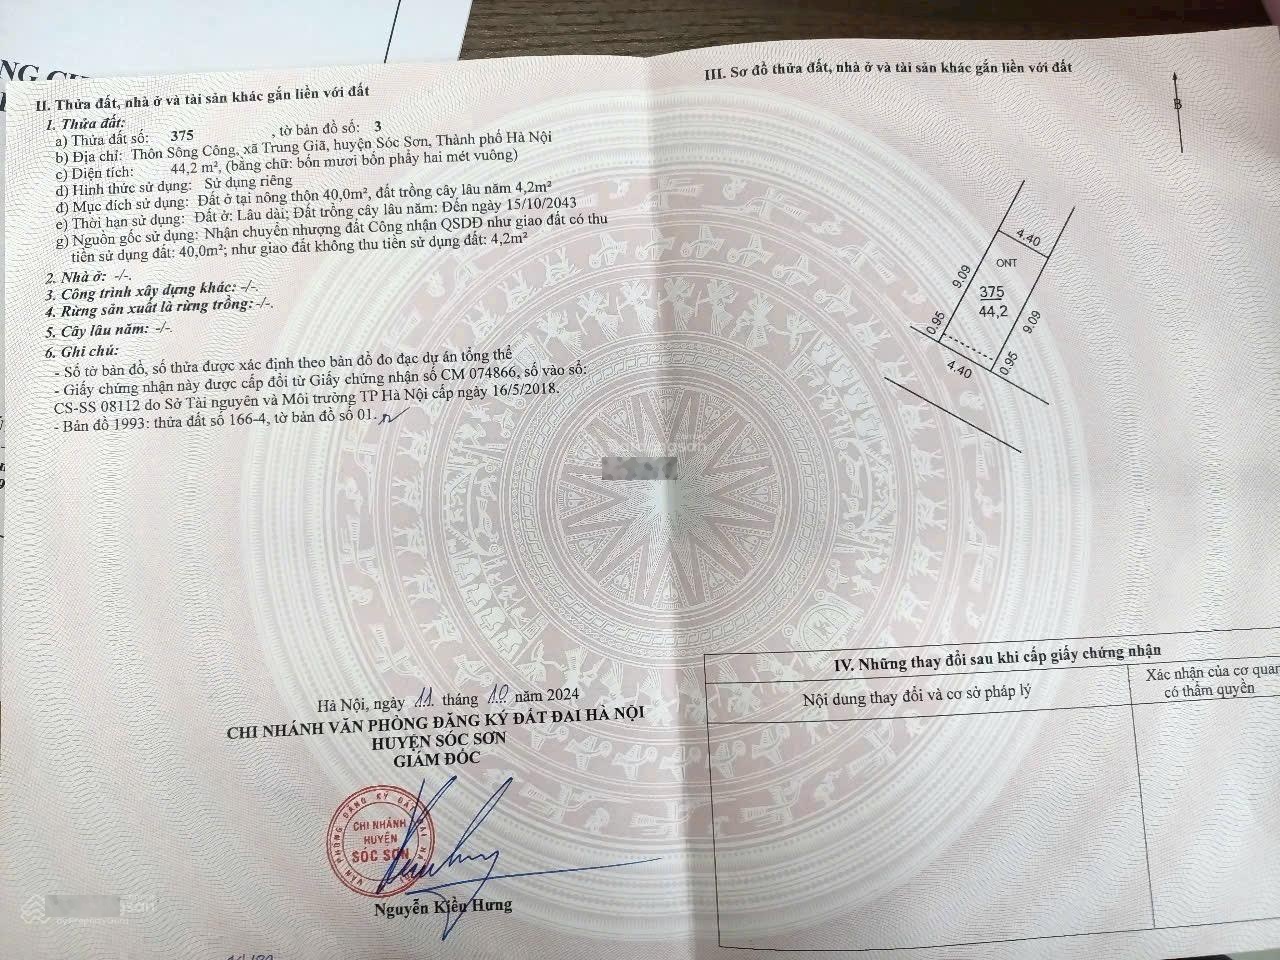 II. Thửa đất, nhà ở và tài sản khác gắn liền với đất
1. Thửa đất:
a) Thửa đất số: 375 , tờ bản đồ số: 3
b) Địa chỉ: Thôn Sông Công, xã Trung Giã, huyện Sóc Sơn, Thành phố Hà Nội
c) Diện tích: 44,2 m², (bằng chữ: bốn mươi bốn phẩy hai mét vuông)
d) Hình thức sử dụng: Sử dụng riêng
đ) Mục đích sử dụng: Đất ở tại nông thôn 40,0m², đất trồng cây lâu năm 4,2m²
e) Thời hạn sử dụng: Đất ở: Lâu dài; Đất trồng cây lâu năm: Đến ngày 15/10/2043
g) Nguồn gốc sử dụng: Nhận chuyển nhượng đất Công nhận QSDĐ như giao đất có thu
tiền sử dụng đất: 40,0m²; như giao đất không thu tiền sử dụng đất: 4,2m²
2. Nhà ở: -/-.
3. Công trình xây dựng khác: -/-.
4. Rừng sản xuất là rừng trồng: -/-.
5. Cây lâu năm: -/-.
6. Ghi chú:
- Số tờ bản đồ, số thửa được xác định theo bản đồ đo đạc dự án tổng thể
- Giấy chứng nhận này được cấp đổi từ Giấy chứng nhận số CM 074866, số vào sổ:
CS-SS 08112 do Sở Tài nguyên và Môi trường TP Hà Nội cấp ngày 16/5/2018.
- Bản đồ 1993: thửa đất số 166-4, tờ bản đồ số 01.
Hà Nội, ngày 11 tháng 10 năm 2024
CHI NHÁNH VĂN PHÒNG ĐĂNG KÝ ĐẤT ĐAI HÀ NỘI
HUYỆN SÓC SƠN
GIÁM ĐỐC
VĂN PHÒNG ĐĂNG KÝ ĐẤT ĐAI HÀ NỘI
CHI NHÁNH
HUYỆN
SÓC SƠN
Nguyễn Kiều Hưng
III. Sơ đồ thửa đất, nhà ở và tài sản khác gắn liền với đất
B
4.40
ONT
9.09
375
44,2
9.09
0.95
0.95
4.40
IV. Những thay đổi sau khi cấp giấy chứng nhận
Nội dung thay đổi và cơ sở pháp lý
Xác nhận của cơ quan
có thẩm quyền